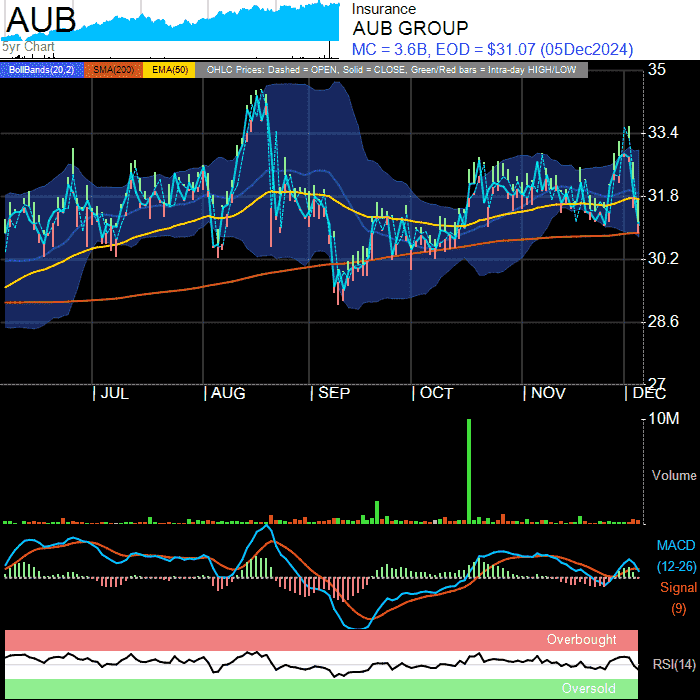 AUB
5yr Chart
Insurance
AUB GROUP
MC = 3.6B, EOD = $31.07 (05Dec2024)
BollBands(20,2) SMA(200) EMA(50) OHLC Prices: Dashed = OPEN, Solid = CLOSE, Green/Red bars = Intra-day HIGH/LOW
35
33.4
31.8
30.2
28.6
27
JUL AUG SEP OCT NOV DEC
10M
Volume
MACD
(12-26)
Signal
(9)
Overbought
RSI(14)
Oversold